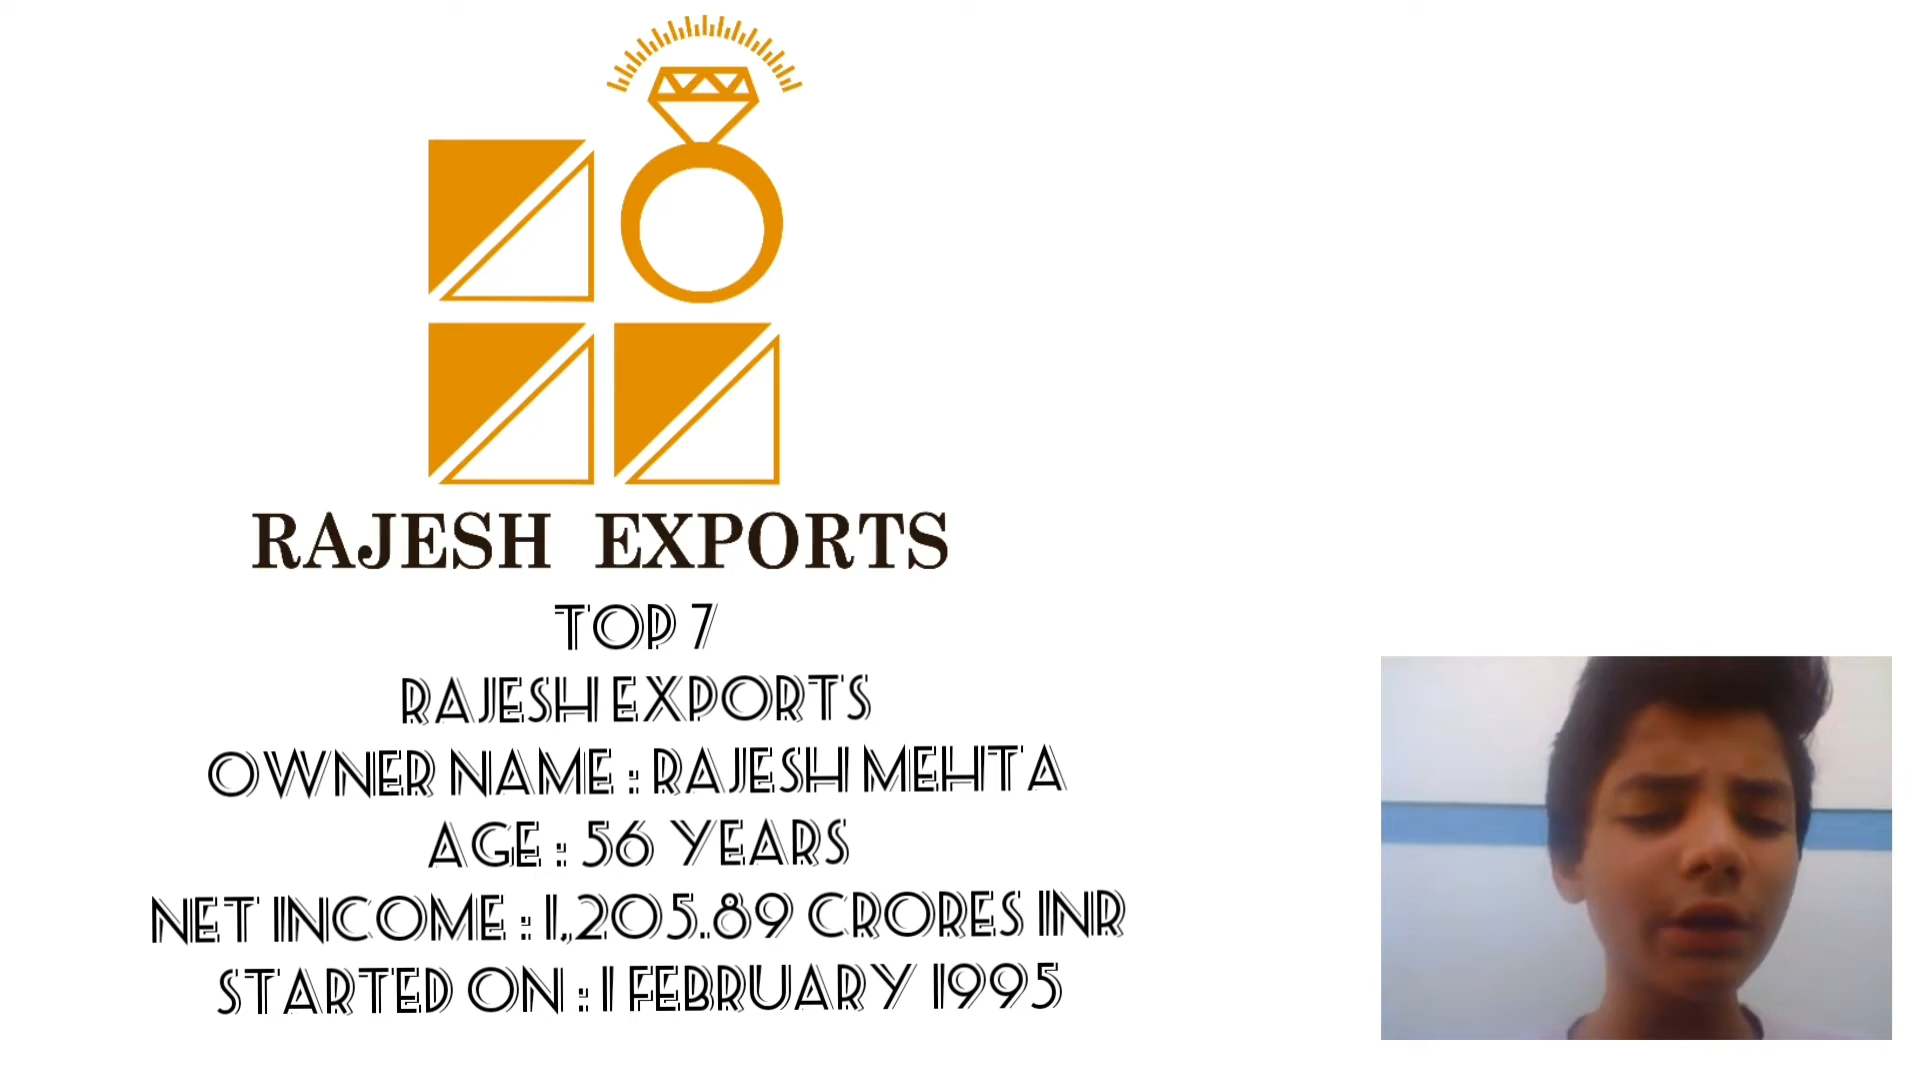 RAJESH EXPORTS
TOP 7
RAJESH EXPORTS
OWNER NAME : RAJESH MEHTA
AGE : 56 YEARS
NET INCOME : 1,205.89 CRORES INR
STARTED ON : 1 FEBRUARY 1995